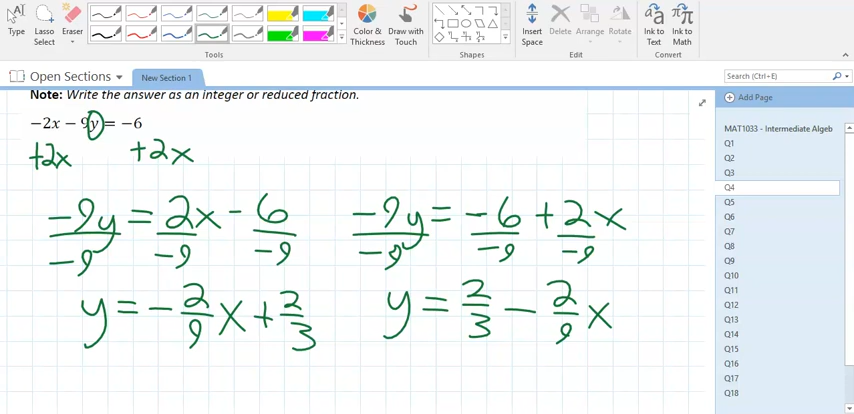 Type
Lasso
Select
Eraser
Color &
Thickness
Draw with
Touch
Insert
Space
Delete
Arrange
Rotate
Ink to
Text
Ink to
Math
Tools
Shapes
Edit
Convert
Open Sections
New Section 1
Search (Ctrl+E)
Note: Write the answer as an integer or reduced fraction.
−2x − 9y = −6
+2x +2x
-9y = 2x - 6
-9 -9 -9
y = - 2/9 x + 2/3
-9y = -6 + 2x
-9 -9 -9
y = 2/3 - 2/9 x
Add Page
MAT1033 - Intermediate Algeb
Q1
Q2
Q3
Q4
Q5
Q6
Q7
Q8
Q9
Q10
Q11
Q12
Q13
Q14
Q15
Q16
Q17
Q18